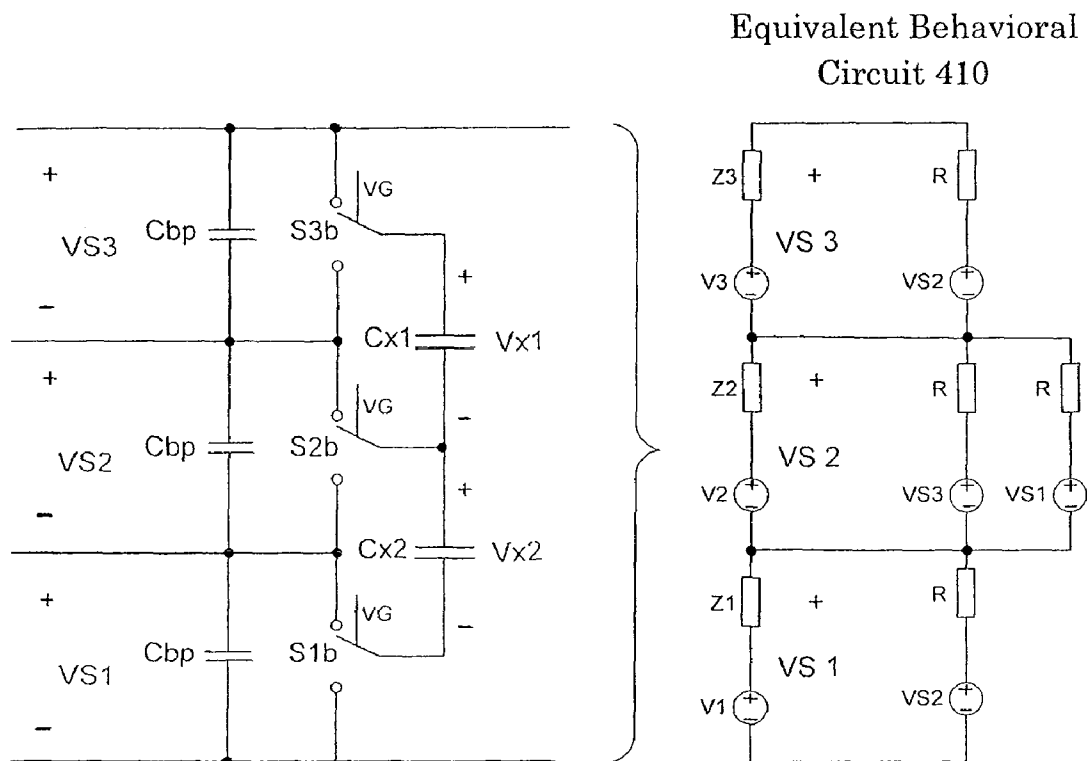 Equivalent Behavioral
Circuit 410
+
VS3
−
Cbp
S3b
VG
+
Cx1
Vx1
−
+
VS2
−
Cbp
S2b
VG
+
Cx2
Vx2
−
+
VS1
−
Cbp
S1b
VG
Z3
+
R
VS 3
V3
+
−
VS2
+
−
Z2
+
R
R
VS 2
V2
+
−
VS3
+
−
VS1
+
−
Z1
+
R
VS 1
V1
+
−
VS2
+
−